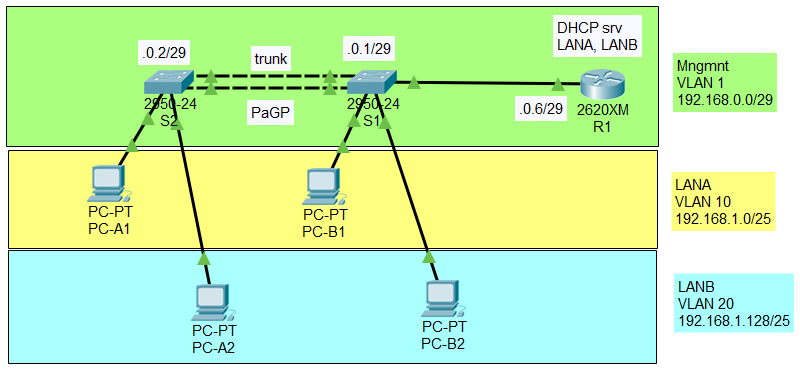 DHCP srv
LANA, LANB
.0.2/29
trunk
.0.1/29
2950-24
S2
PaGP
2950-24
S1
.0.6/29
2620XM
R1
Mngmnt
VLAN 1
192.168.0.0/29
PC-PT
PC-A1
PC-PT
PC-B1
LANA
VLAN 10
192.168.1.0/25
PC-PT
PC-A2
PC-PT
PC-B2
LANB
VLAN 20
192.168.1.128/25